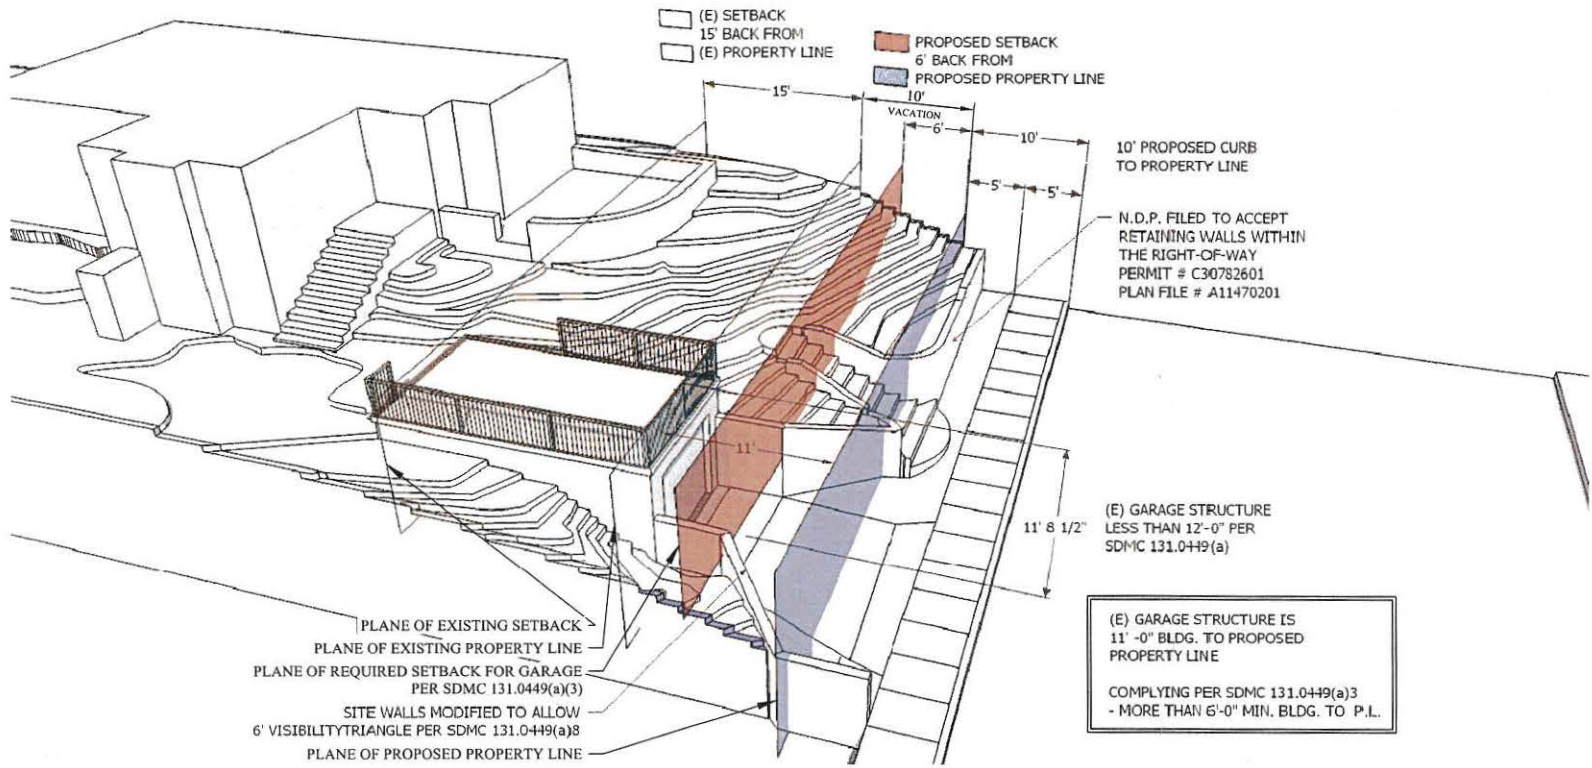 (E) SETBACK
15' BACK FROM
(E) PROPERTY LINE
PROPOSED SETBACK
6' BACK FROM
PROPOSED PROPERTY LINE
15'
10'
VACATION
6'
10'
10' PROPOSED CURB
TO PROPERTY LINE
5'
5'
N.D.P. FILED TO ACCEPT
RETAINING WALLS WITHIN
THE RIGHT-OF-WAY
PERMIT # C30782601
PLAN FILE # A11470201
11'
11' 8 1/2"
(E) GARAGE STRUCTURE
LESS THAN 12'-0" PER
SDMC 131.0449(a)
PLANE OF EXISTING SETBACK
PLANE OF EXISTING PROPERTY LINE
PLANE OF REQUIRED SETBACK FOR GARAGE
PER SDMC 131.0449(a)(3)
SITE WALLS MODIFIED TO ALLOW
6' VISIBILITYTRIANGLE PER SDMC 131.0449(a)8
PLANE OF PROPOSED PROPERTY LINE
(E) GARAGE STRUCTURE IS
11' -0" BLDG. TO PROPOSED
PROPERTY LINE
COMPLYING PER SDMC 131.0449(a)3
- MORE THAN 6'-0" MIN. BLDG. TO P.L.